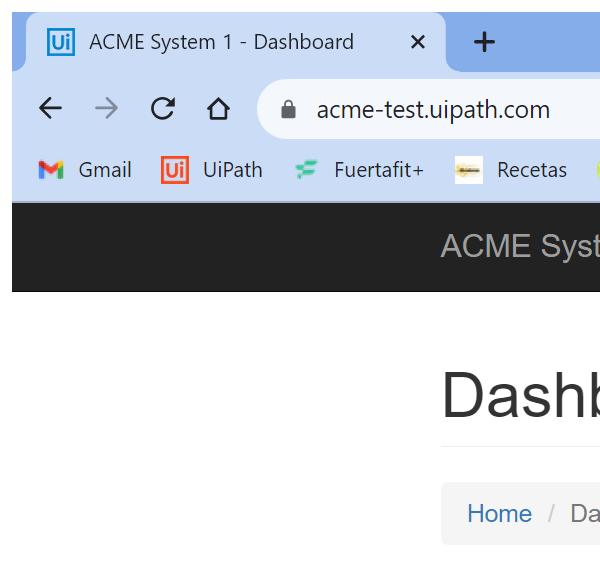 Ui ACME System 1 - Dashboard
acme-test.uipath.com
Gmail Ui UiPath Fuertafit+ Recetas
ACME Syst
Dashb
Home / Da